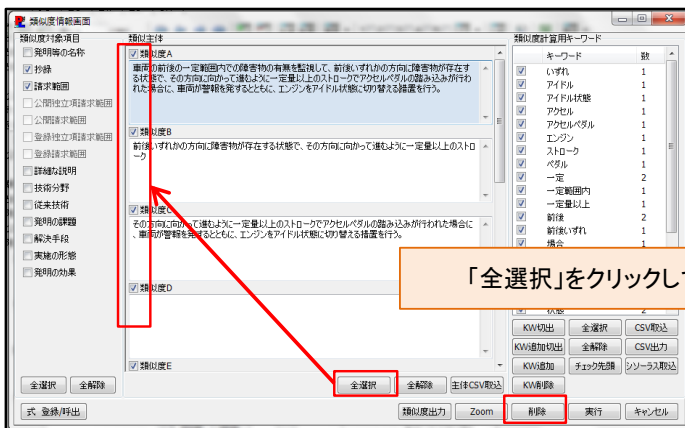 類似度情報画面
類似度対象項目
発明等の名称
抄録
請求範囲
公開独立項請求範囲
公開請求範囲
登録独立項請求範囲
登録請求範囲
詳細な説明
技術分野
従来技術
発明の課題
解決手段
実施の形態
発明の効果
全選択 全解除
類似主体
類似度A
車両の前後の一定範囲内での障害物の有無を監視して、前後いずれかの方向に障害物が存在す
る状態で、その方向に向かって進むように一定量以上のストロークでアクセルペダルの踏み込みが行わ
れた場合に、車両が警報を発するとともに、エンジンをアイドル状態に切り替える措置を行う。
類似度B
前後いずれかの方向に障害物が存在する状態で、その方向に向かって進むように一定量以上のストロ
ーク
類似度C
その方向に向かって進むように一定量以上のストロークでアクセルペダルの踏み込みが行われた場合に
、車両が警報を発するとともに、エンジンをアイドル状態に切り替える措置を行う。
類似度D
類似度E
全選択 全解除 主体CSV取込
類似度計算用キーワード
キーワード 数
いずれ 1
アイドル 1
アイドル状態 1
アクセル 1
アクセルペダル 1
エンジン 1
ストローク 1
ペダル 1
一定 2
一定範囲内 1
一定量以上 1
前後 2
前後いずれ 1
場合 1
「全選択」をクリックし
状態 2
KW切出 全選択 CSV取込
KW追加切出 全解除 CSV出力
KW追加 チェック先頭 シソーラス取込
KW削除
式 登録/呼出 類似度出力 Zoom 削除 実行 キャンセル